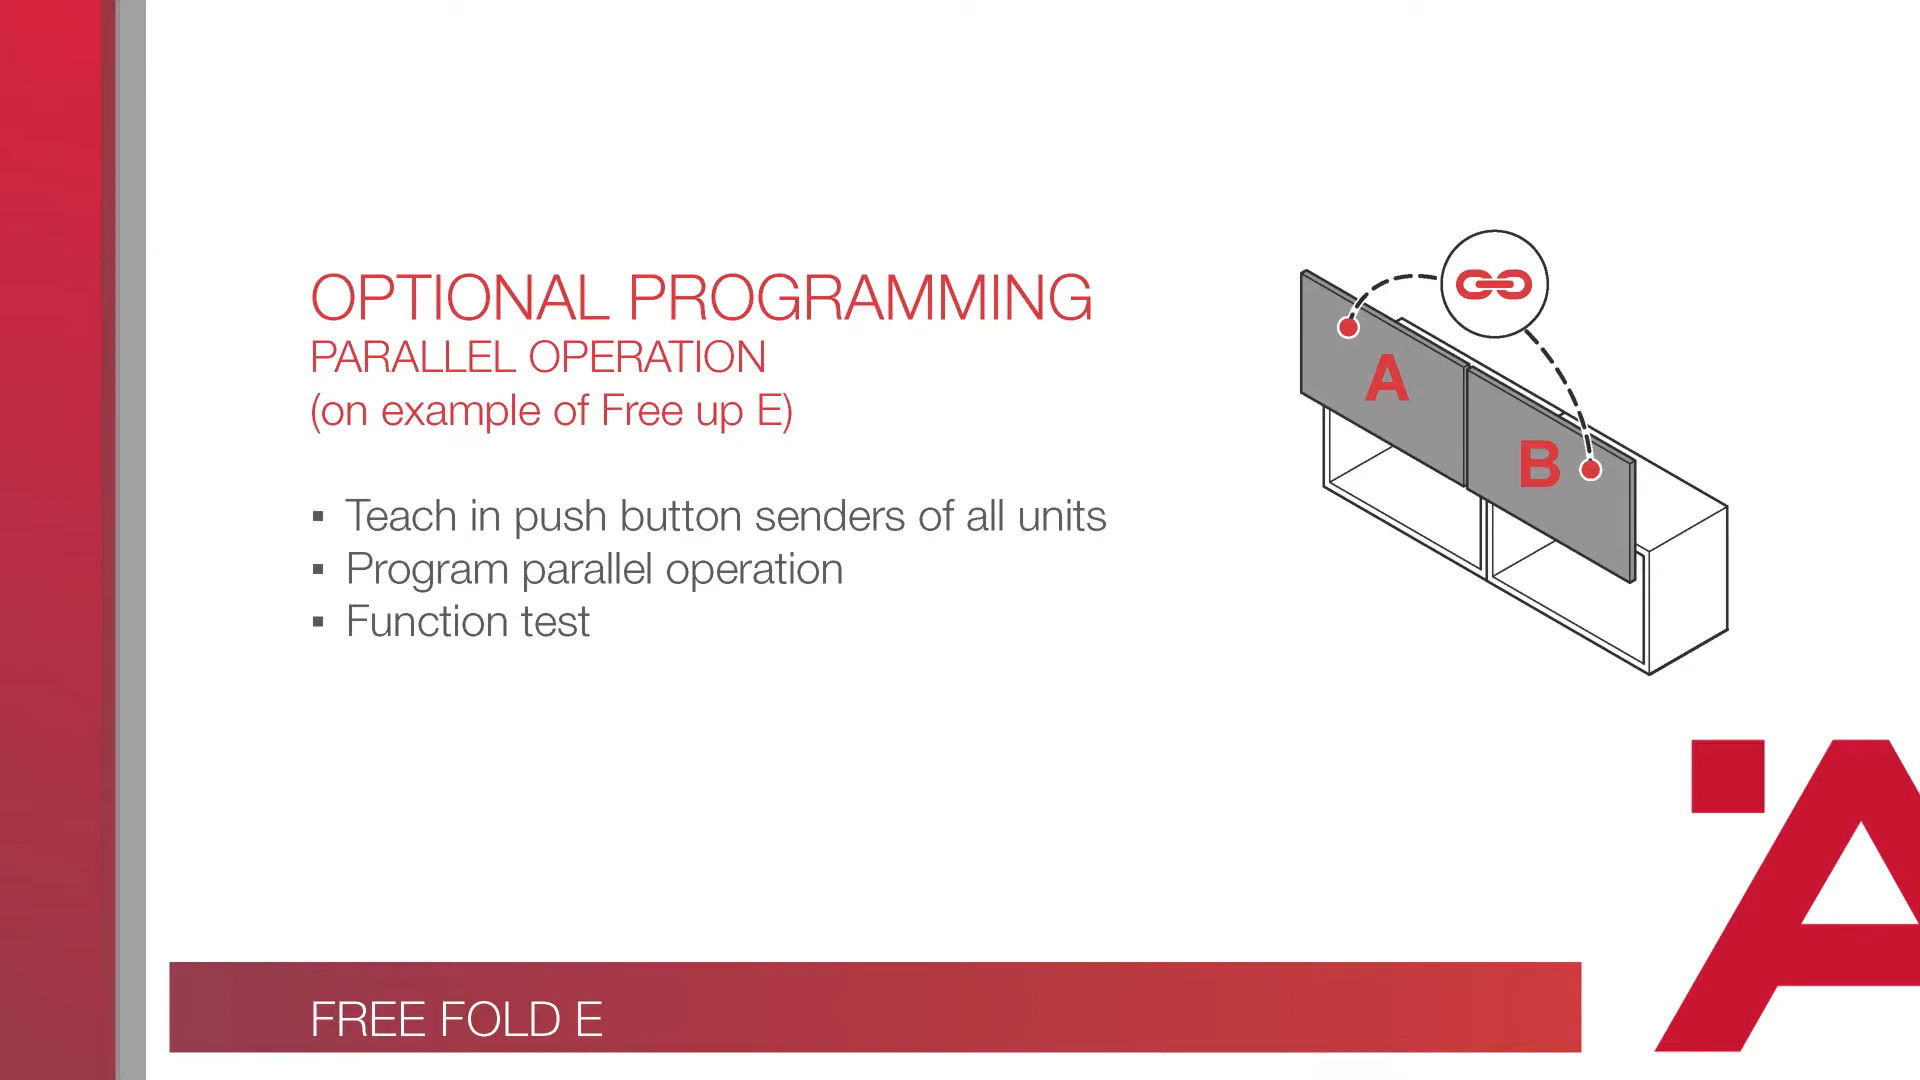 OPTIONAL PROGRAMMING
PARALLEL OPERATION
(on example of Free up E)
▪ Teach in push button senders of all units
▪ Program parallel operation
▪ Function test
A
B
FREE FOLD E